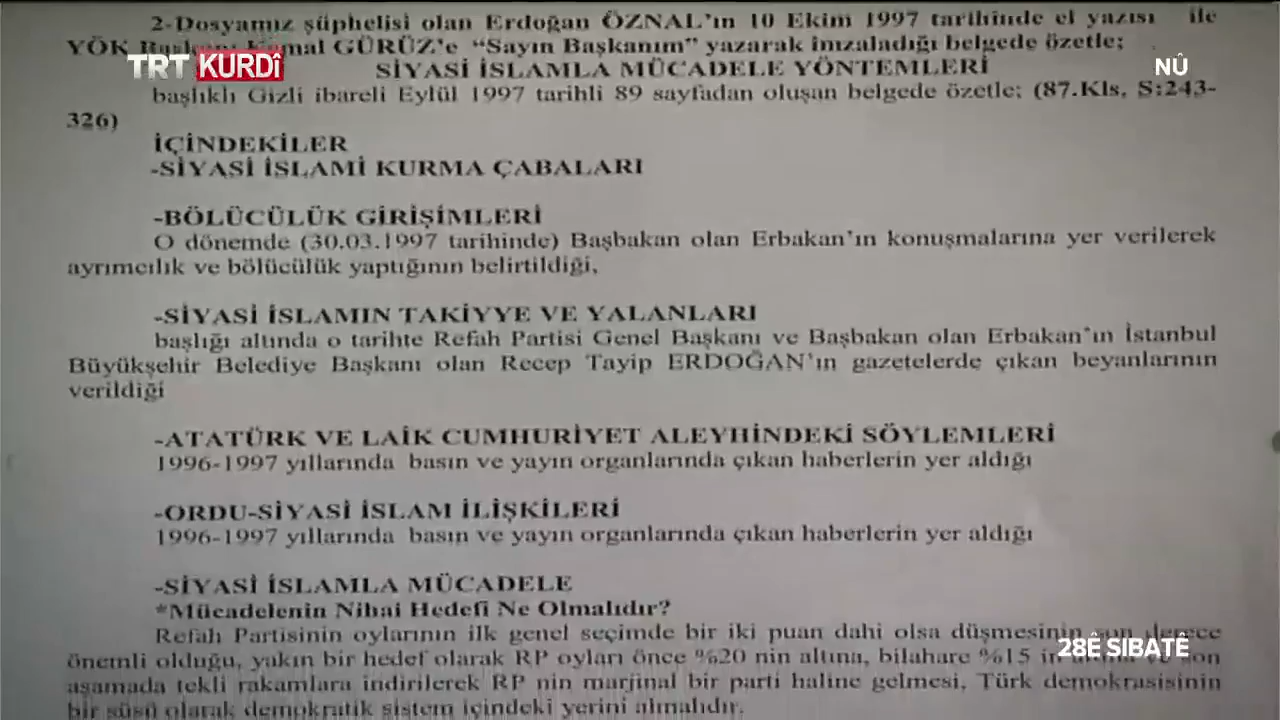 2-Dosyamız şüphelisi olan Erdoğan ÖZNAL'ın 10 Ekim 1997 tarihinde el yazısı ile
YÖK GÜRÜZ'e “Sayın Başkanım” yazarak imzaladığı belgede özetle;
TRT KURDÎ
NÛ
SİYASİ İSLAMLA MÜCADELE YÖNTEMLERİ
başlıklı Gizli ibareli Eylül 1997 tarihli 89 sayfadan oluşan belgede özetle; (87.Kls, S:243-
326)
İÇİNDEKİLER
-SİYASİ İSLAMİ KURMA ÇABALARI
-BÖLÜCÜLÜK GİRİŞİMLERİ
O dönemde (30.03.1997 tarihinde) Başbakan olan Erbakan'ın konuşmalarına yer verilerek
ayrımcılık ve bölücülük yaptığının belirtildiği,
-SİYASİ İSLAMIN TAKİYYE VE YALANLARI
başlığı altında o tarihte Refah Partisi Genel Başkanı ve Başbakan olan Erbakan'ın İstanbul
Büyükşehir Belediye Başkanı olan Recep Tayip ERDOĞAN'ın gazetelerde çıkan beyanlarının
verildiği
-ATATÜRK VE LAİK CUMHURİYET ALEYHİNDEKİ SÖYLEMLERİ
1996-1997 yıllarında basın ve yayın organlarında çıkan haberlerin yer aldığı
-ORDU-SİYASİ İSLAM İLİŞKİLERİ
1996-1997 yıllarında basın ve yayın organlarında çıkan haberlerin yer aldığı
-SİYASİ İSLAMLA MÜCADELE
*Mücadelenin Nihai Hedefi Ne Olmalıdır?
Refah Partisinin oylarının ilk genel seçimde bir iki puan dahi olsa düşmesinin son derece
önemli olduğu, yakın bir hedef olarak RP oyları önce %20 nin altına, bilahare %15 in son
28Ê SIBATÊ
aşamada tekli rakamlara indirilerek RP nin marjinal bir parti haline gelmesi, Türk demokrasisinin
bir süsü olarak demokratik sistem içindeki yerini almalıdır.